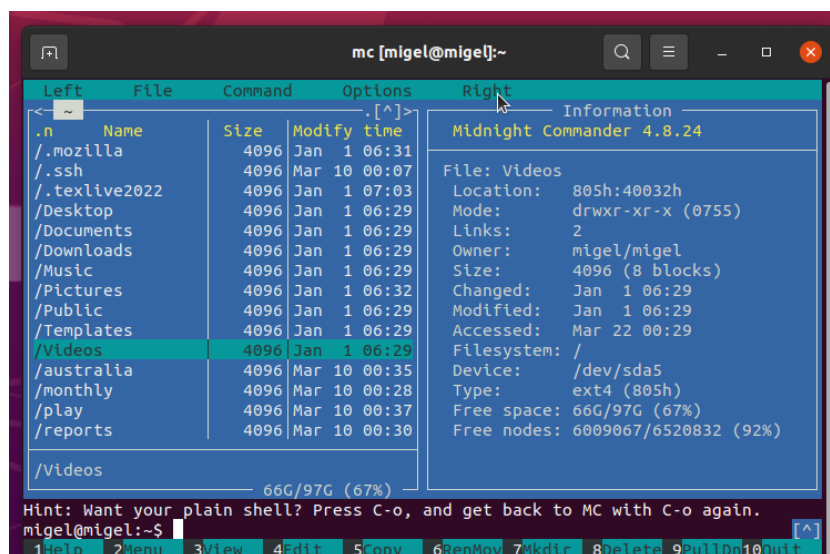 mc [migel@migel]:~
Left File Command Options Right
<- ~ .[^]>
.n Name Size Modify time
/.mozilla 4096 Jan 1 06:31
/.ssh 4096 Mar 10 00:07
/.texlive2022 4096 Jan 1 07:03
/Desktop 4096 Jan 1 06:29
/Documents 4096 Jan 1 06:29
/Downloads 4096 Jan 1 06:29
/Music 4096 Jan 1 06:29
/Pictures 4096 Jan 1 06:32
/Public 4096 Jan 1 06:29
/Templates 4096 Jan 1 06:29
/Videos 4096 Jan 1 06:29
/australia 4096 Mar 10 00:35
/monthly 4096 Mar 10 00:28
/play 4096 Mar 10 00:37
/reports 4096 Mar 10 00:30
/Videos
66G/97G (67%)
Information
Midnight Commander 4.8.24
File: Videos
Location: 805h:40032h
Mode: drwxr-xr-x (0755)
Links: 2
Owner: migel/migel
Size: 4096 (8 blocks)
Changed: Jan 1 06:29
Modified: Jan 1 06:29
Accessed: Mar 22 00:29
Filesystem: /
Device: /dev/sda5
Type: ext4 (805h)
Free space: 66G/97G (67%)
Free nodes: 6009067/6520832 (92%)
Hint: Want your plain shell? Press C-o, and get back to MC with C-o again.
migel@migel:~$ [^]
1Help 2Menu 3View 4Edit 5Copy 6RenMov 7Mkdir 8Delete 9PullDn 10Quit